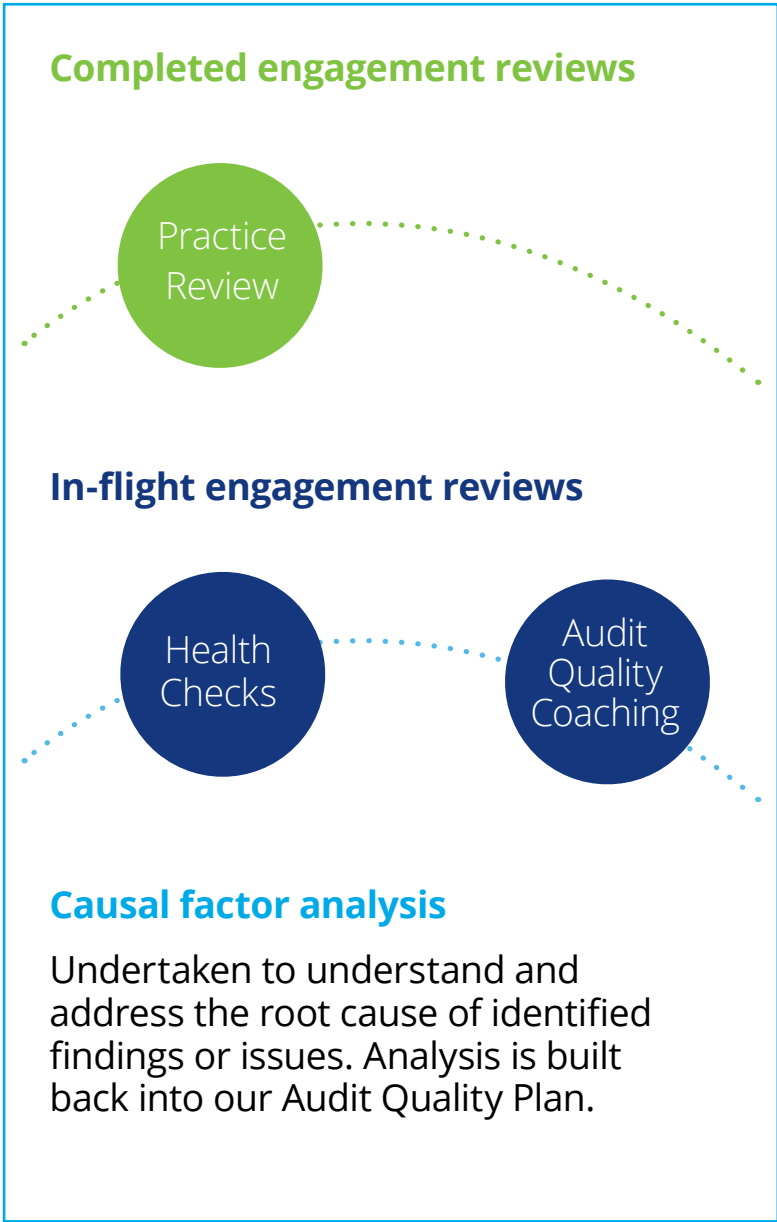 Completed engagement reviews
Practice
Review
In-flight engagement reviews
Health
Checks
Audit
Quality
Coaching
Causal factor analysis
Undertaken to understand and
address the root cause of identified
findings or issues. Analysis is built
back into our Audit Quality Plan.